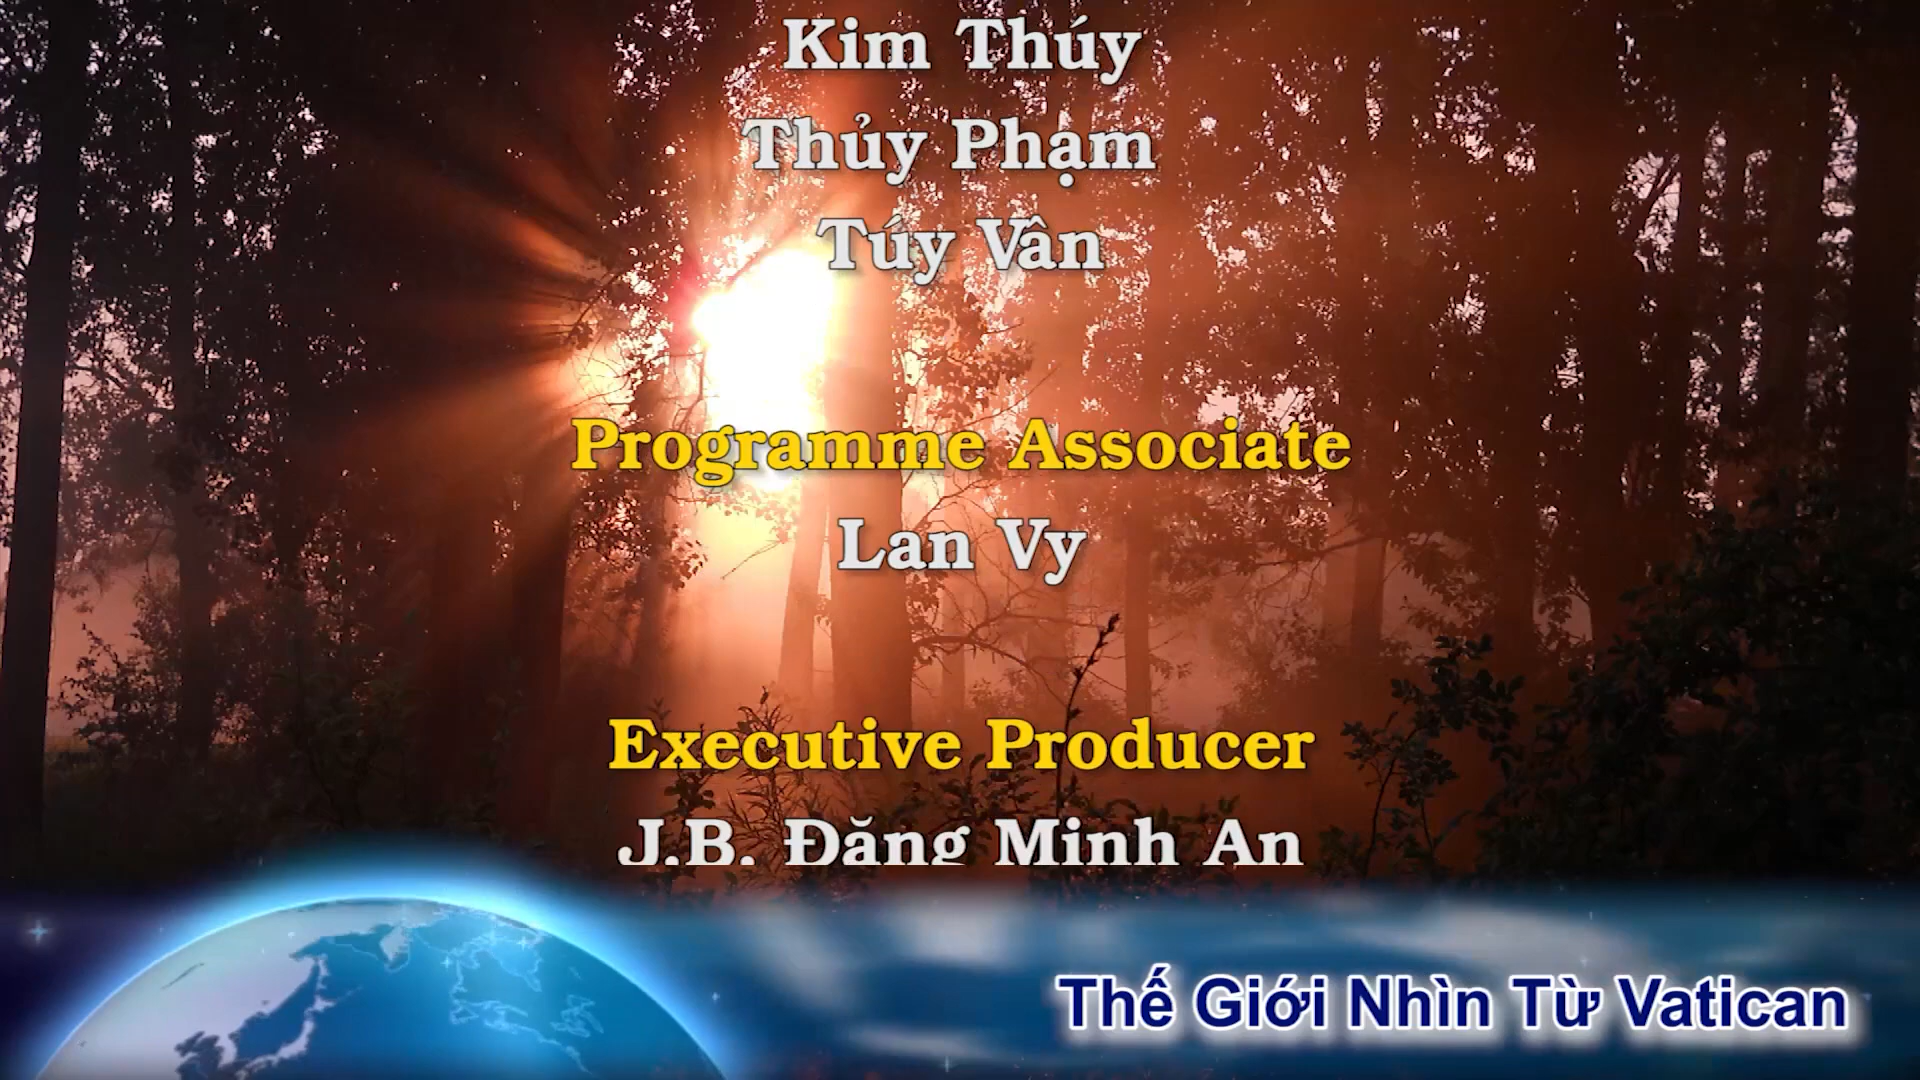 Kim Thúy
Thủy Phạm
Túy Vân
Programme Associate
Lan Vy
Executive Producer
J.B. Đặng Minh An
Thế Giới Nhìn Từ Vatican